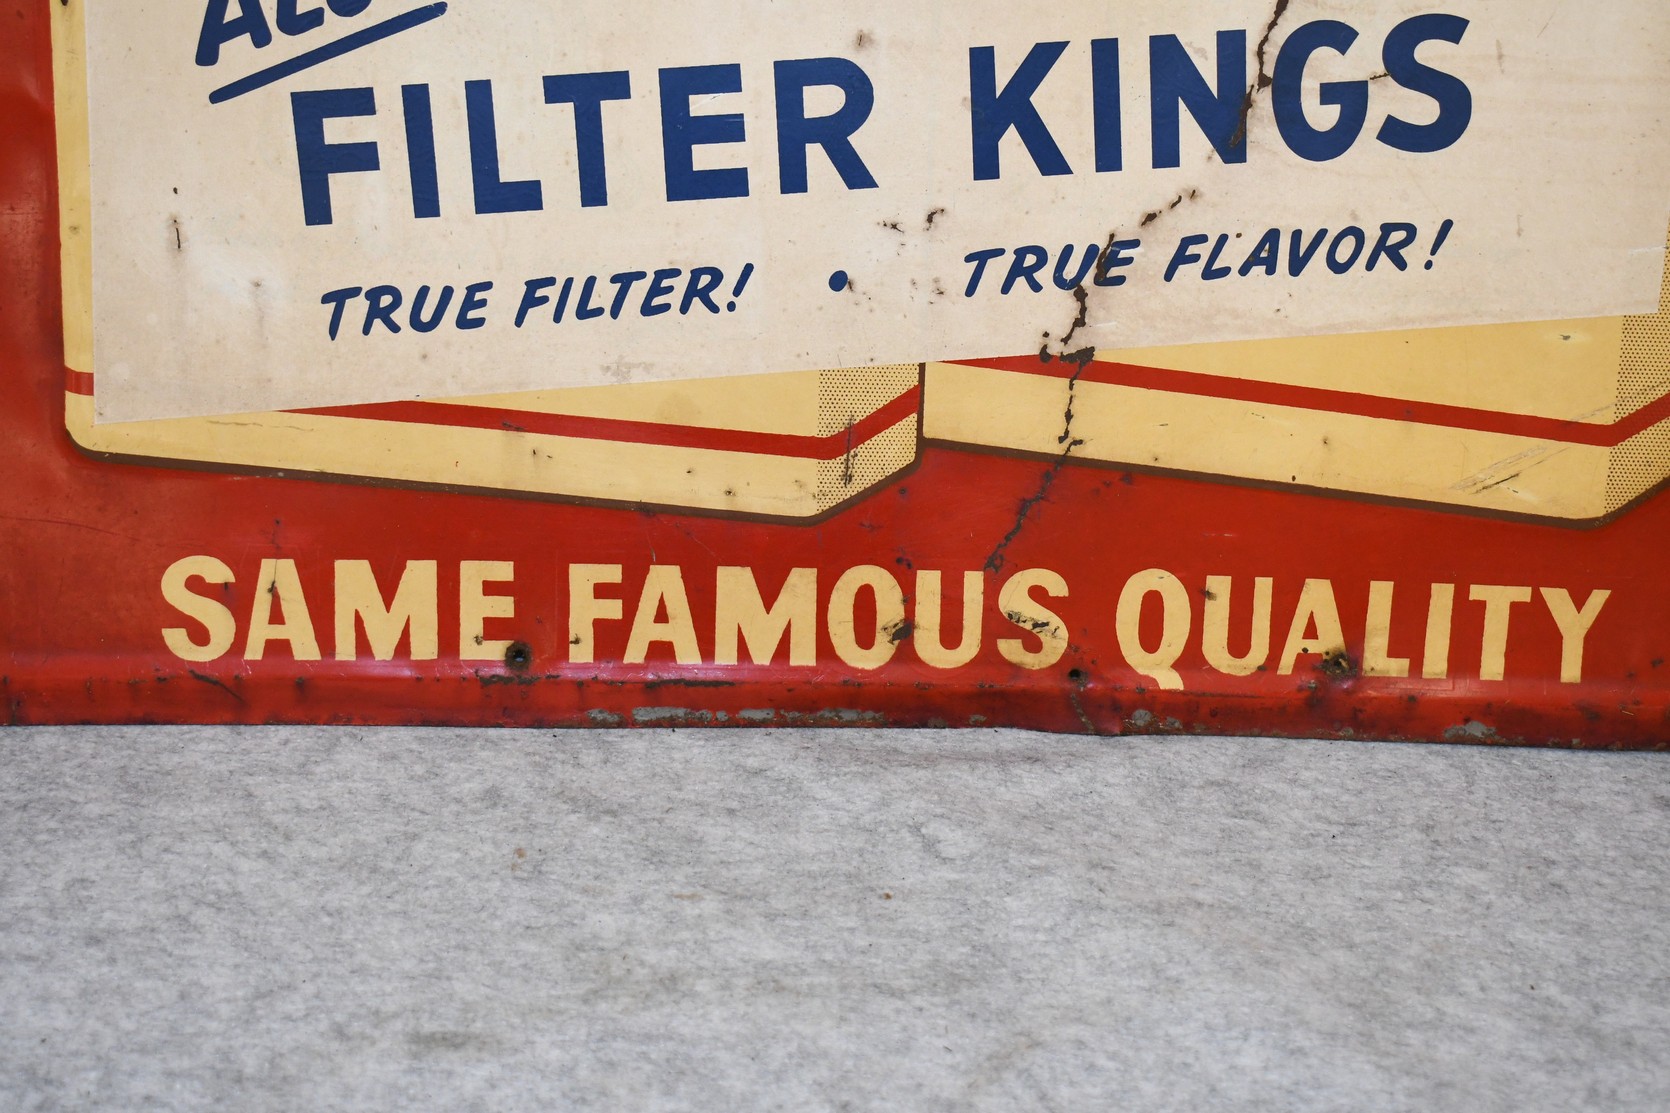 FILTER KINGS
TRUE FILTER! • TRUE FLAVOR!
SAME FAMOUS QUALITY